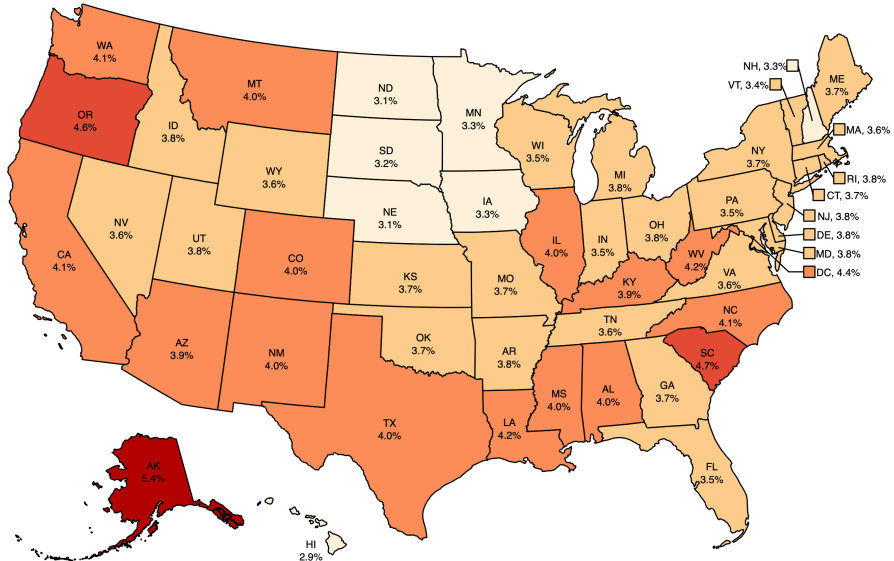 WA
4.1%
OR
4.6%
CA
4.1%
ID
3.8%
NV
3.6%
MT
4.0%
WY
3.6%
UT
3.8%
AZ
3.9%
CO
4.0%
NM
4.0%
ND
3.1%
SD
3.2%
NE
3.1%
KS
3.7%
OK
3.7%
TX
4.0%
MN
3.3%
IA
3.3%
MO
3.7%
AR
3.8%
LA
4.2%
WI
3.5%
IL
4.0%
MI
3.8%
IN
3.5%
OH
3.8%
KY
3.9%
TN
3.6%
MS
4.0%
AL
4.0%
GA
3.7%
FL
3.5%
SC
4.7%
NC
4.1%
VA
3.6%
WV
4.2%
PA
3.5%
NY
3.7%
ME
3.7%
NH, 3.3%
VT, 3.4%
MA, 3.6%
RI, 3.8%
CT, 3.7%
NJ, 3.8%
DE, 3.8%
MD, 3.8%
DC, 4.4%
AK
5.4%
HI
2.9%